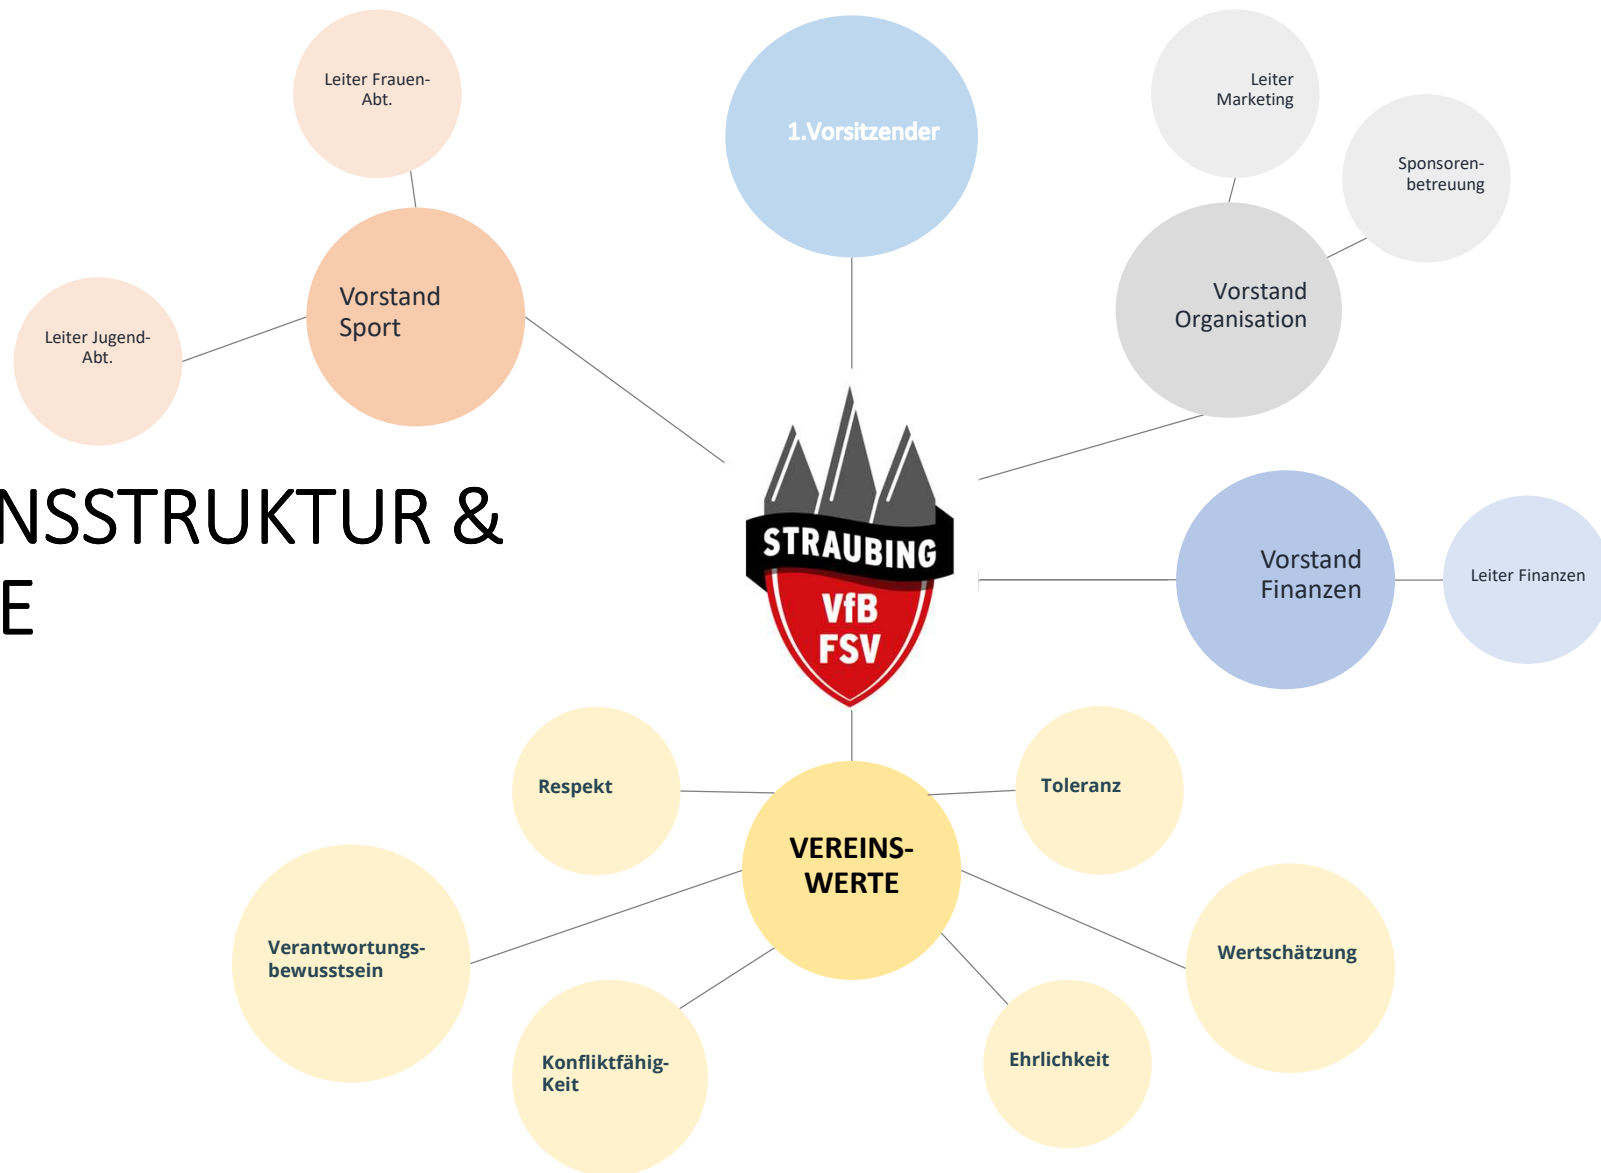 Leiter Frauen-
Abt.
1.Vorsitzender
Leiter
Marketing
Sponsoren-
betreuung
Vorstand
Sport
Vorstand
Organisation
Leiter Jugend-
Abt.
NSSTRUKTUR &
E
STRAUBING
VfB
FSV
Vorstand
Finanzen
Leiter Finanzen
Respekt
Toleranz
VEREINS-
WERTE
Verantwortungs-
bewusstsein
Wertschätzung
Konfliktfähig-
Keit
Ehrlichkeit